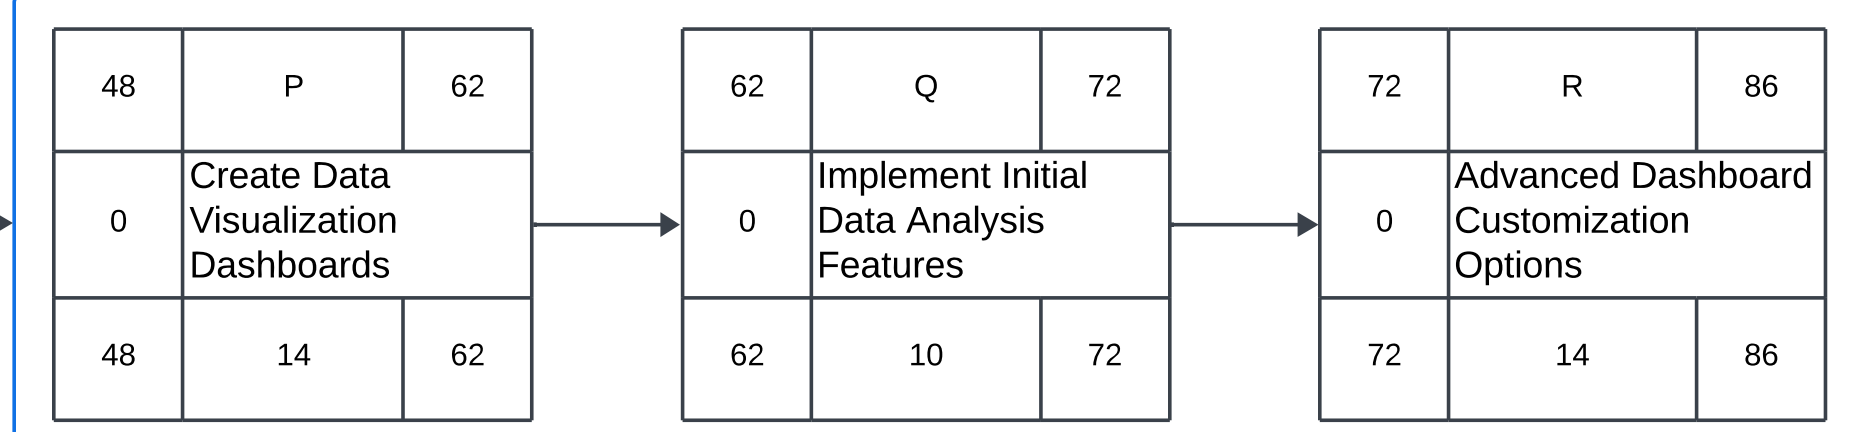 48 P 62
0 Create Data
Visualization
Dashboards
48 14 62
62 Q 72
0 Implement Initial
Data Analysis
Features
62 10 72
72 R 86
0 Advanced Dashboard
Customization
Options
72 14 86